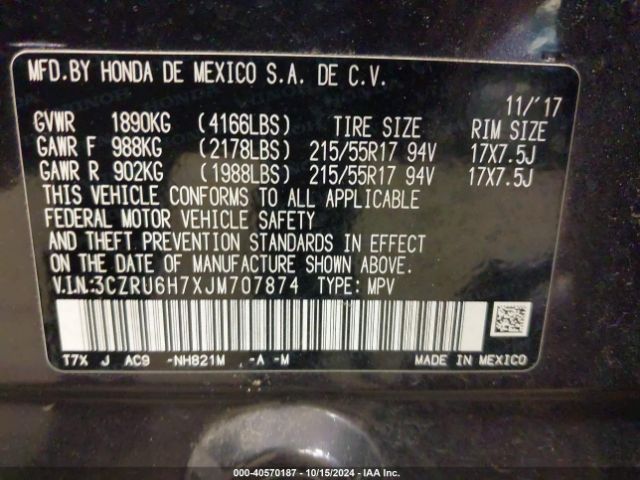 MFD.BY HONDA DE MEXICO S.A. DE C.V.
11/'17
GVWR 1890KG (4166LBS) TIRE SIZE RIM SIZE
GAWR F 988KG (2178LBS) 215/55R17 94V 17X7.5J
GAWR R 902KG (1988LBS) 215/55R17 94V 17X7.5J
THIS VEHICLE CONFORMS TO ALL APPLICABLE
FEDERAL MOTOR VEHICLE SAFETY
AND THEFT PREVENTION STANDARDS IN EFFECT
ON THE DATE OF MANUFACTURE SHOWN ABOVE.
V.I.N:3CZRU6H7XJM707874 TYPE: MPV
T7X J AC9 -NH821M -A -M MADE IN MEXICO
000-40570187 - 10/15/2024 - IAA Inc.